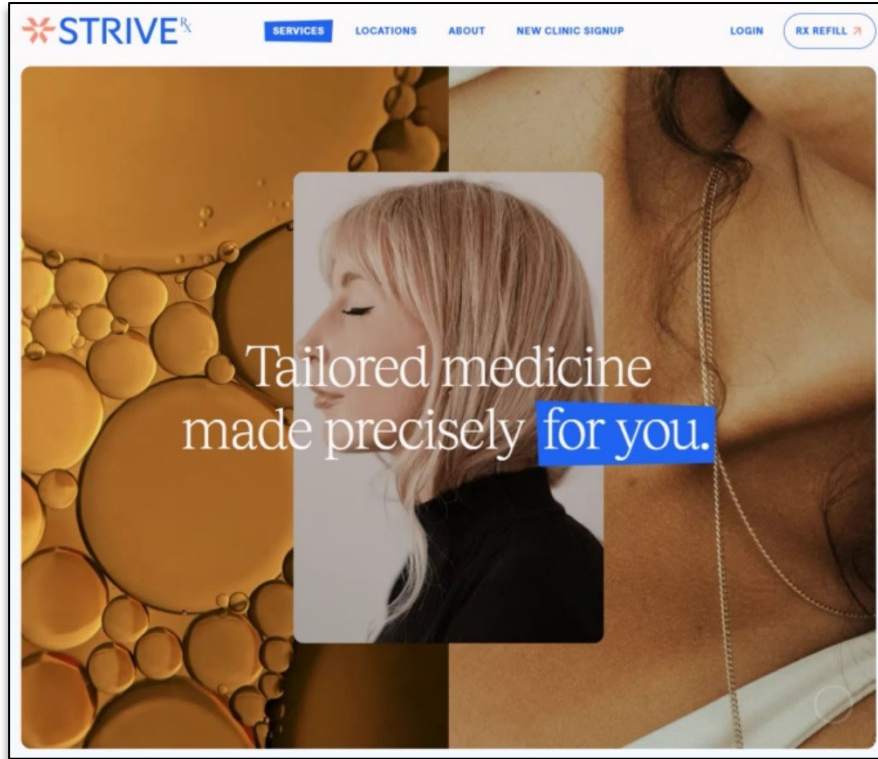 STRIVE Rx
SERVICES
LOCATIONS
ABOUT
NEW CLINIC SIGNUP
LOGIN
RX REFILL
Tailored medicine
made precisely for you.